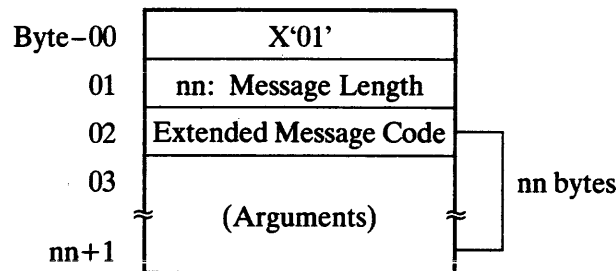 Byte–00 X‘01’
01 nn: Message Length
02 Extended Message Code
03
nn bytes
(Arguments)
nn+1